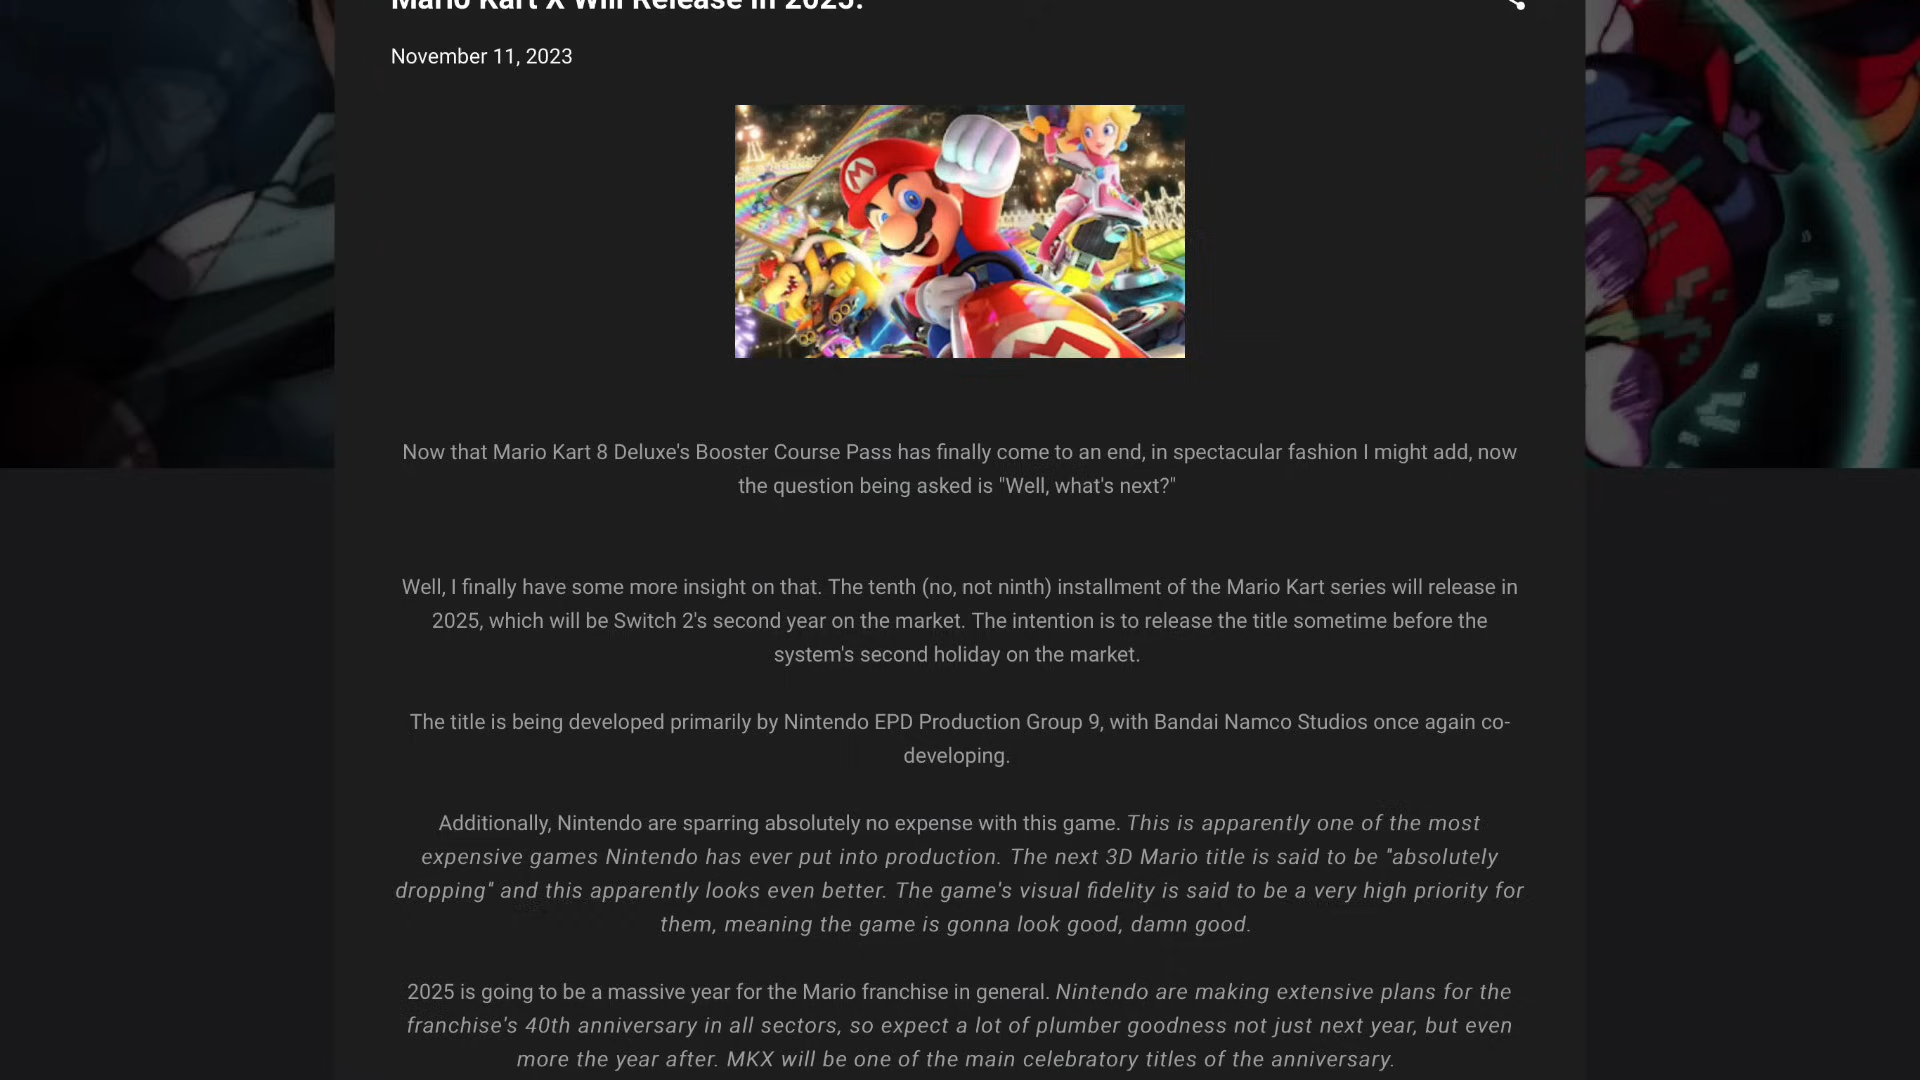 Mario Kart X Will Release in 2025.
November 11, 2023
Now that Mario Kart 8 Deluxe's Booster Course Pass has finally come to an end, in spectacular fashion I might add, now
the question being asked is "Well, what's next?"
Well, I finally have some more insight on that. The tenth (no, not ninth) installment of the Mario Kart series will release in
2025, which will be Switch 2's second year on the market. The intention is to release the title sometime before the
system's second holiday on the market.
The title is being developed primarily by Nintendo EPD Production Group 9, with Bandai Namco Studios once again co-
developing.
Additionally, Nintendo are sparring absolutely no expense with this game. This is apparently one of the most
expensive games Nintendo has ever put into production. The next 3D Mario title is said to be "absolutely
dropping" and this apparently looks even better. The game's visual fidelity is said to be a very high priority for
them, meaning the game is gonna look good, damn good.
2025 is going to be a massive year for the Mario franchise in general. Nintendo are making extensive plans for the
franchise's 40th anniversary in all sectors, so expect a lot of plumber goodness not just next year, but even
more the year after. MKX will be one of the main celebratory titles of the anniversary.